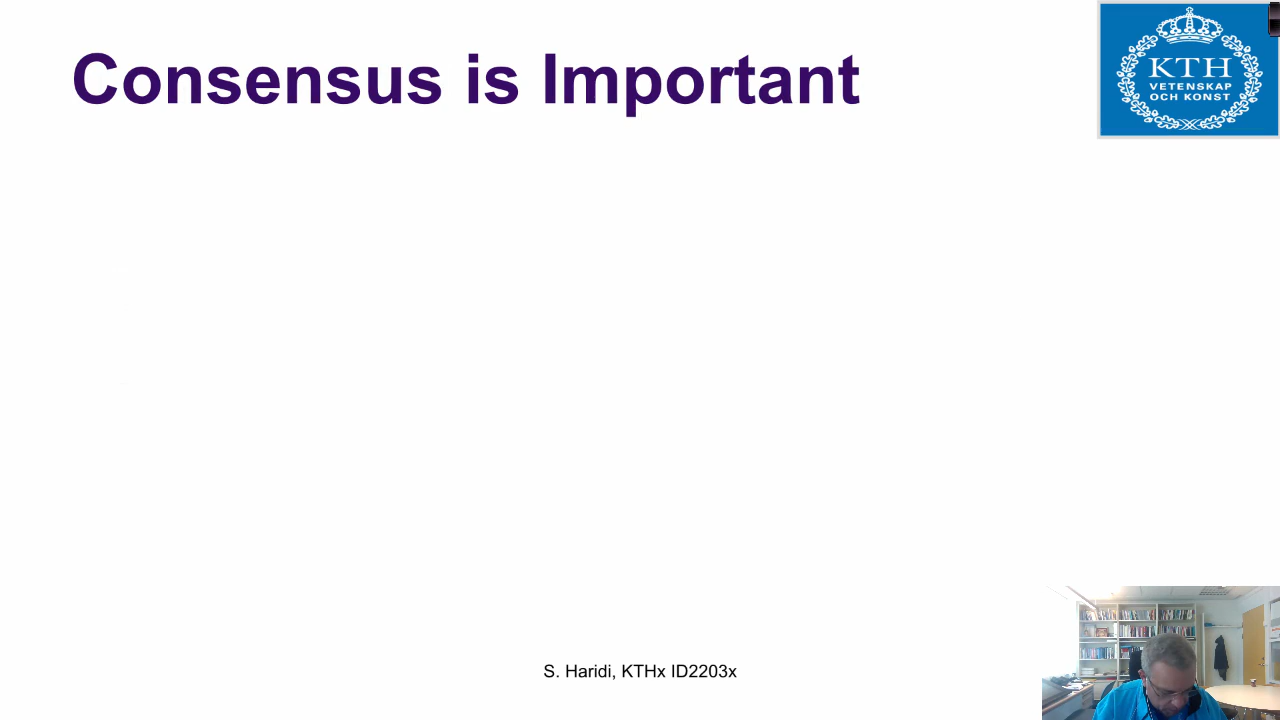 Consensus is Important
KTH
VETENSKAP
OCH KONST
S. Haridi, KTHx ID2203x